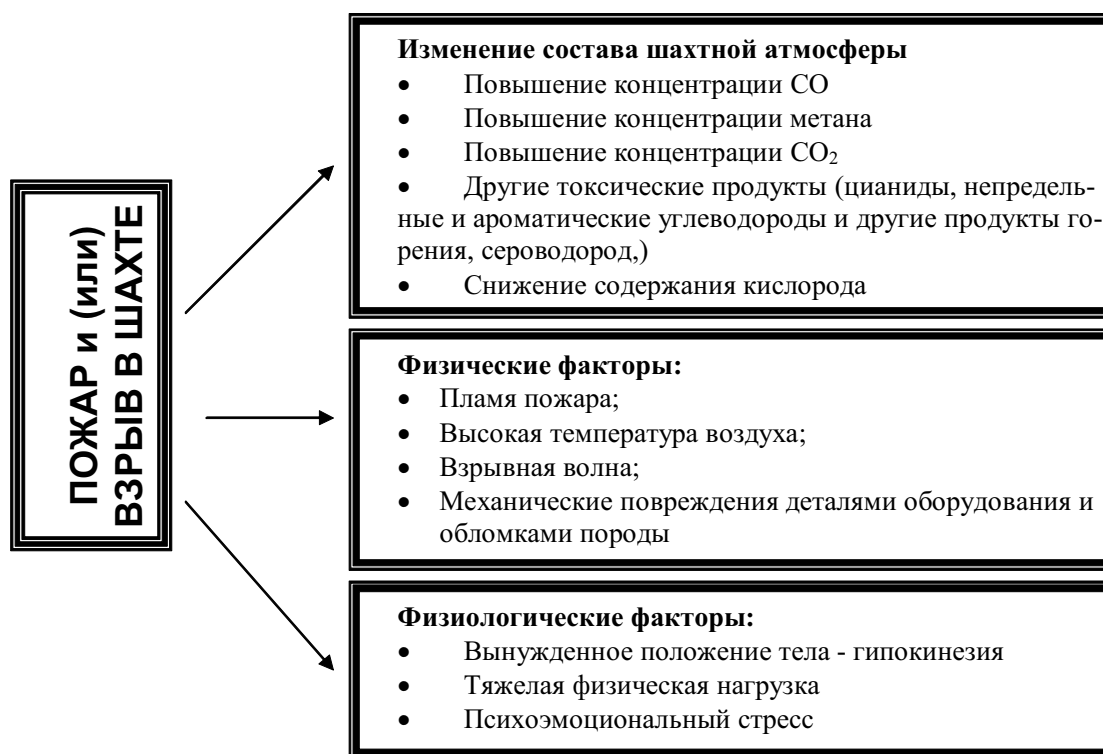 ПОЖАР и (или)
ВЗРЫВ В ШАХТЕ
Изменение состава шахтной атмосферы
• Повышение концентрации СО
• Повышение концентрации метана
• Повышение концентрации СО₂
• Другие токсические продукты (цианиды, непредель-
ные и ароматические углеводороды и другие продукты го-
рения, сероводород,)
• Снижение содержания кислорода
Физические факторы:
• Пламя пожара;
• Высокая температура воздуха;
• Взрывная волна;
• Механические повреждения деталями оборудования и
обломками породы
Физиологические факторы:
• Вынужденное положение тела - гипокинезия
• Тяжелая физическая нагрузка
• Психоэмоциональный стресс